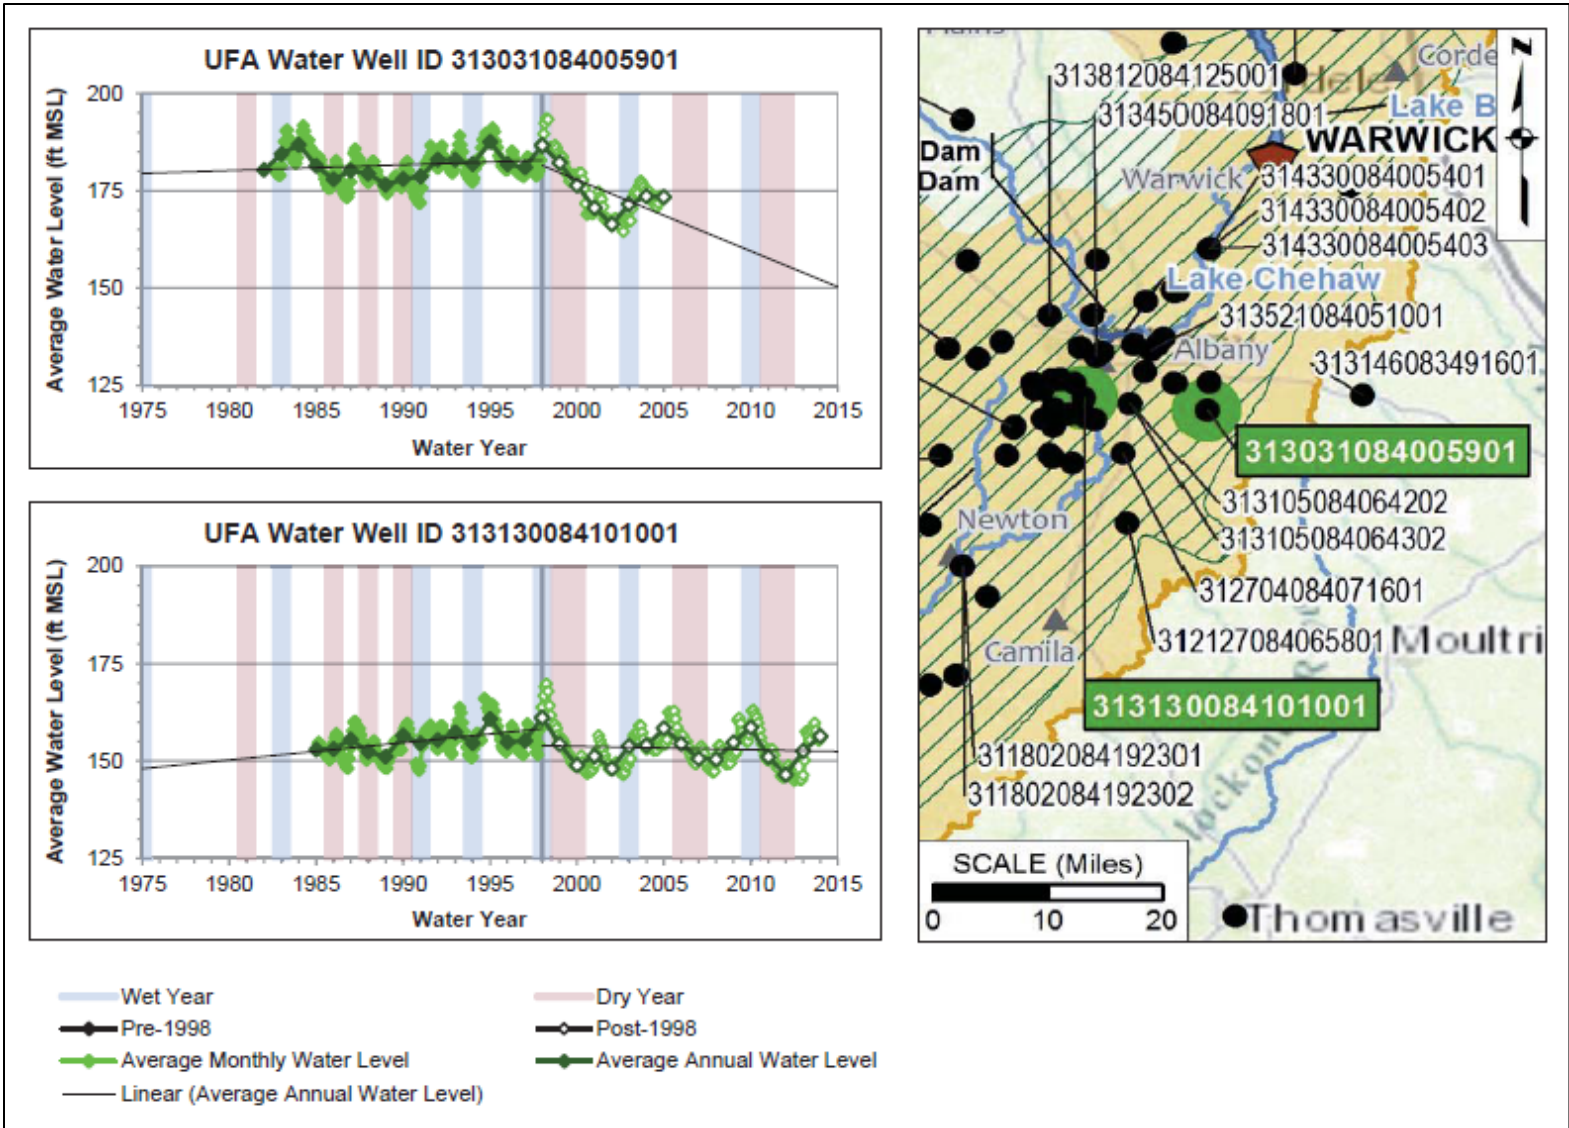 UFA Water Well ID 313031084005901
Average Water Level (ft MSL)
200
175
150
125
1975 1980 1985 1990 1995 2000 2005 2010 2015
Water Year
UFA Water Well ID 313130084101001
Average Water Level (ft MSL)
200
175
150
125
1975 1980 1985 1990 1995 2000 2005 2010 2015
Water Year
Wet Year
Dry Year
Pre-1998
Post-1998
Average Monthly Water Level
Average Annual Water Level
Linear (Average Annual Water Level)
Plains
Z
Corde
313812084125001
313450084091801
Lake B
WARWICK
Dam
Dam
Warwick
314330084005401
314330084005402
314330084005403
Lake Chehaw
313521084051001
Albany
313146083491601
313031084005901
313105084064202
Newton
313105084064302
312704084071601
312127084065801
Moultri
Camila
313130084101001
311802084192301
311802084192302
lockon
SCALE (Miles)
0 10 20
Thomasville